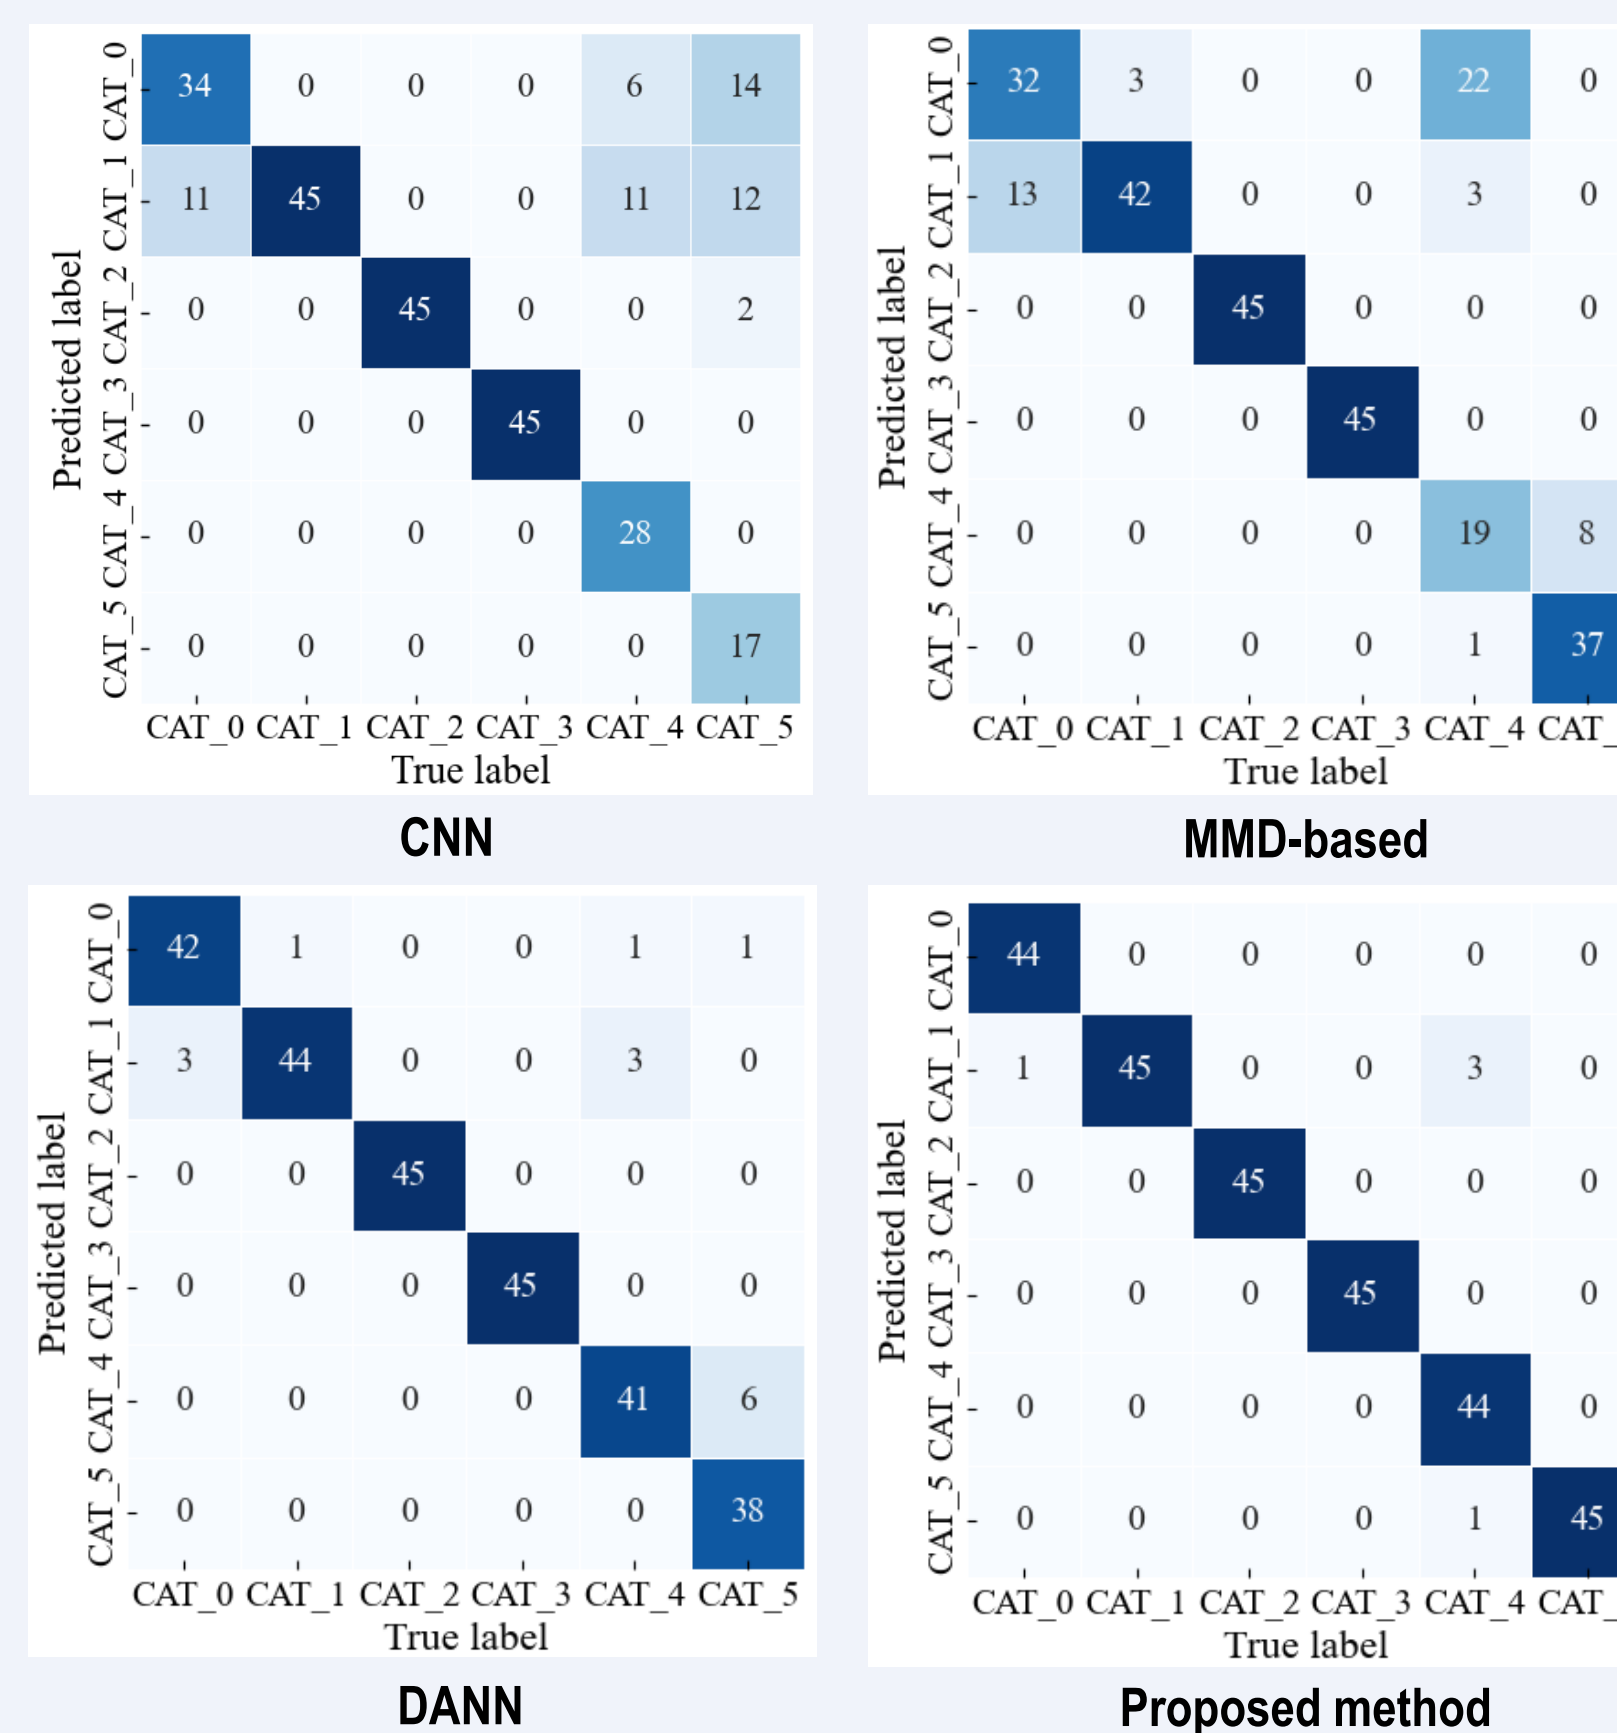 Predicted label
CAT_0 34 0 0 0 6 14
CAT_1 11 45 0 0 11 12
CAT_2 0 0 45 0 0 2
CAT_3 0 0 0 45 0 0
CAT_4 0 0 0 0 28 0
CAT_5 0 0 0 0 0 17
CAT_0 CAT_1 CAT_2 CAT_3 CAT_4 CAT_5
True label
CNN
Predicted label
CAT_0 32 3 0 0 22 0
CAT_1 13 42 0 0 3 0
CAT_2 0 0 45 0 0 0
CAT_3 0 0 0 45 0 0
CAT_4 0 0 0 0 19 8
CAT_5 0 0 0 0 1 37
CAT_0 CAT_1 CAT_2 CAT_3 CAT_4 CAT_
True label
MMD-based
Predicted label
CAT_0 42 1 0 0 1 1
CAT_1 3 44 0 0 3 0
CAT_2 0 0 45 0 0 0
CAT_3 0 0 0 45 0 0
CAT_4 0 0 0 0 41 6
CAT_5 0 0 0 0 0 38
CAT_0 CAT_1 CAT_2 CAT_3 CAT_4 CAT_5
True label
DANN
Predicted label
CAT_0 44 0 0 0 0 0
CAT_1 1 45 0 0 3 0
CAT_2 0 0 45 0 0 0
CAT_3 0 0 0 45 0 0
CAT_4 0 0 0 0 44 0
CAT_5 0 0 0 0 1 45
CAT_0 CAT_1 CAT_2 CAT_3 CAT_4 CAT_
True label
Proposed method